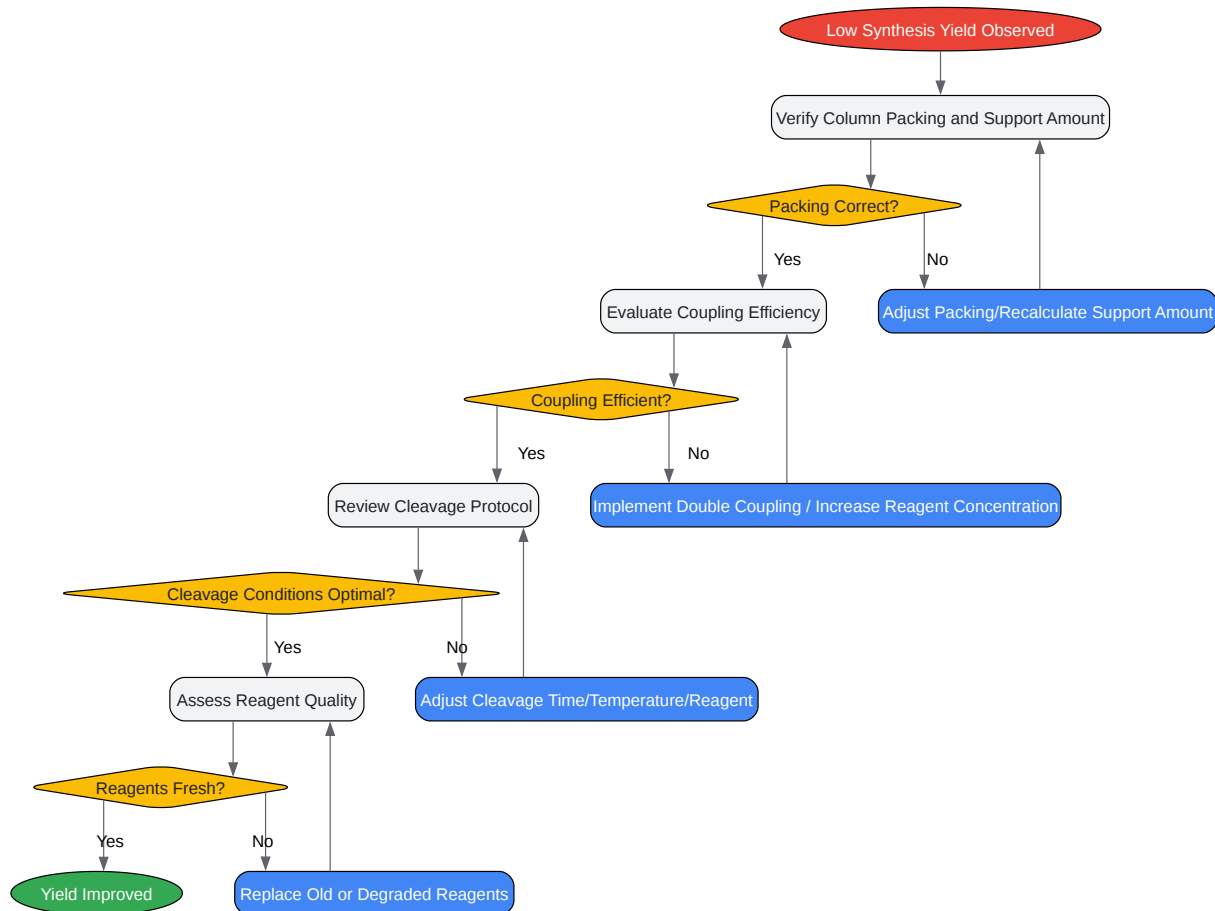 Low Synthesis Yield Observed
Verify Column Packing and Support Amount
Packing Correct?
Yes
No
Evaluate Coupling Efficiency
Adjust Packing/Recalculate Support Amount
Coupling Efficient?
Yes
No
Review Cleavage Protocol
Implement Double Coupling / Increase Reagent Concentration
Cleavage Conditions Optimal?
Yes
No
Assess Reagent Quality
Adjust Cleavage Time/Temperature/Reagent
Reagents Fresh?
Yes
No
Yield Improved
Replace Old or Degraded Reagents